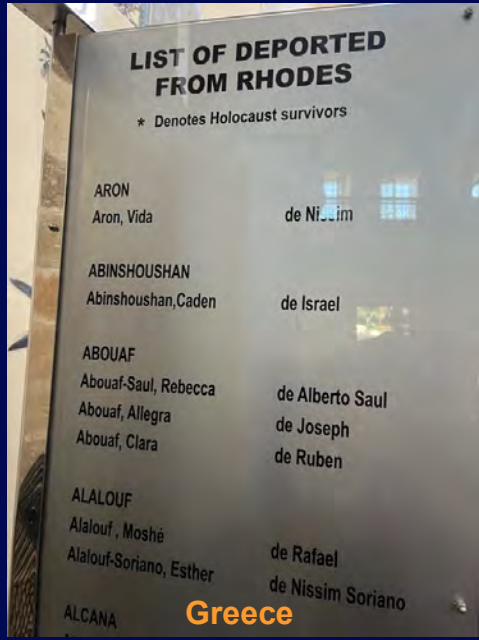 LIST OF DEPORTED
FROM RHODES
* Denotes Holocaust survivors
ARON
Aron, Vida de Nissim
ABINSHOUSHAN
Abinshoushan,Caden de Israel
ABOUAF
Abouaf-Saul, Rebecca de Alberto Saul
Abouaf, Allegra de Joseph
Abouaf, Clara de Ruben
ALALOUF
Alalouf , Moshé de Rafael
Alalouf-Soriano, Esther de Nissim Soriano
ALCANA
Greece